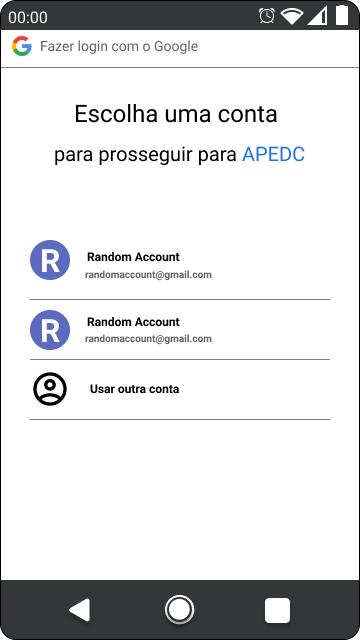 00:00
Fazer login com o Google
Escolha uma conta
para prosseguir para APEDC
R
Random Account
randomaccount@gmail.com
R
Random Account
randomaccount@gmail.com
Usar outra conta